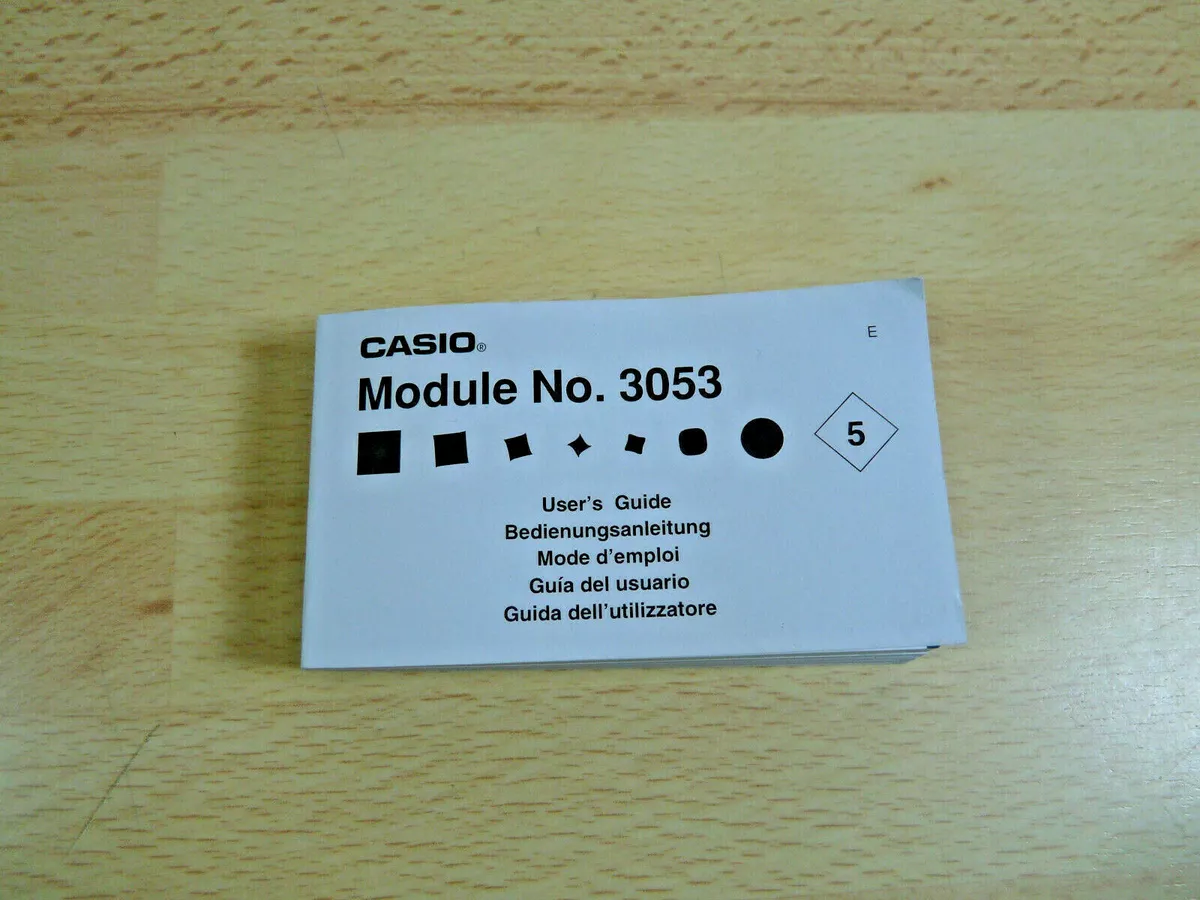 CASIO®
E
Module No. 3053
5
User's Guide
Bedienungsanleitung
Mode d'emploi
Guía del usuario
Guida dell'utilizzatore